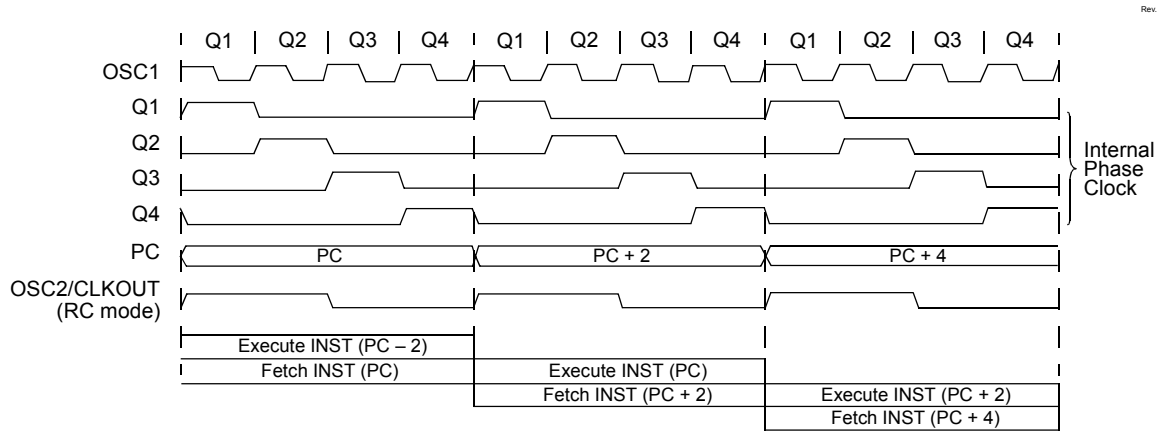 Rev.
Q1 Q2 Q3 Q4 Q1 Q2 Q3 Q4 Q1 Q2 Q3 Q4
OSC1
Q1
Q2
Q3
Q4
Internal
Phase
Clock
PC PC PC + 2 PC + 4
OSC2/CLKOUT
(RC mode)
Execute INST (PC – 2)
Fetch INST (PC) Execute INST (PC)
Fetch INST (PC + 2) Execute INST (PC + 2)
Fetch INST (PC + 4)